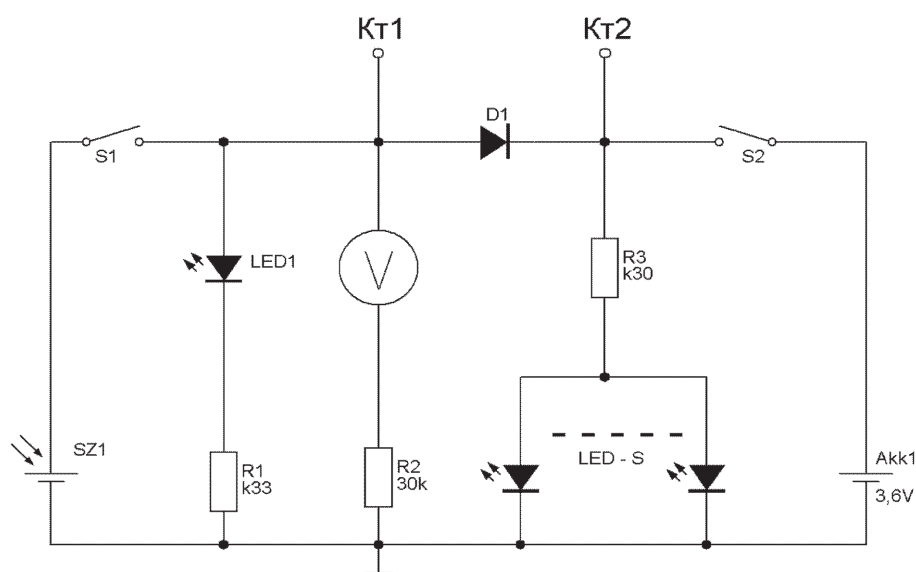 Кт1
Кт2
D1
S1
S2
LED1
V
R3
k30
SZ1
R1
k33
R2
30k
LED - S
Akk1
3,6V